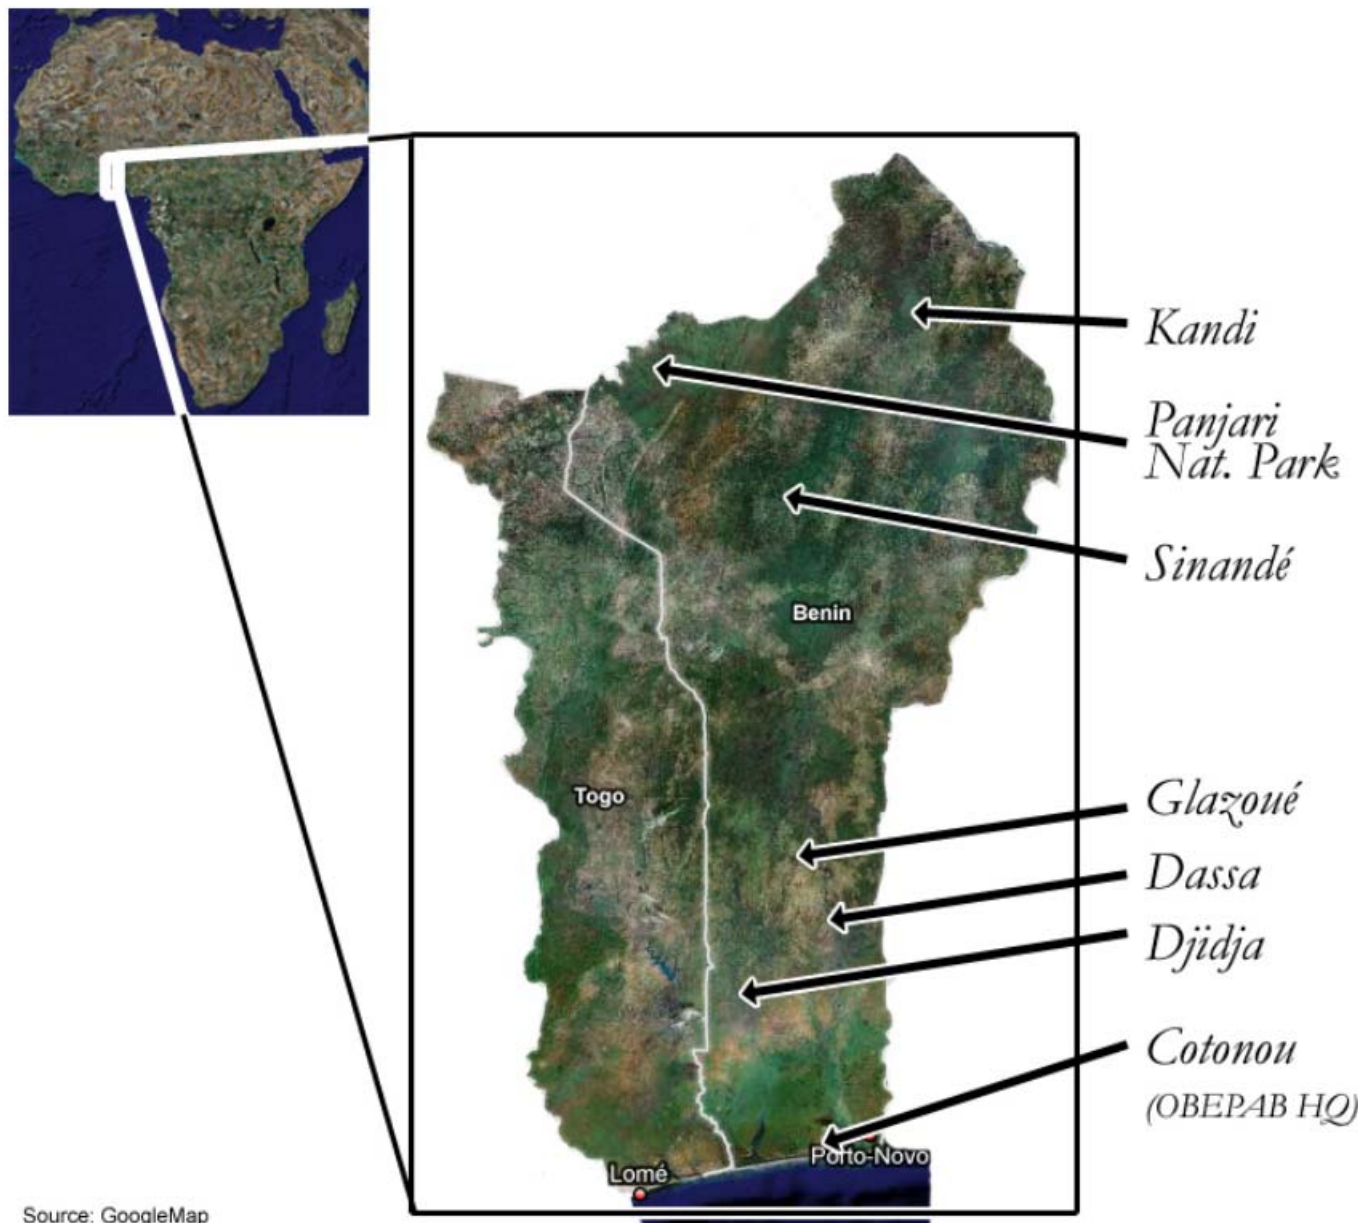 Kandi
Panjari
Nat. Park
Sinandé
Benin
Togo
Glazoué
Dassa
Djidja
Cotonou
(OBEPAB HQ)
Porto-Novo
Lomé
Source: GoogleMap